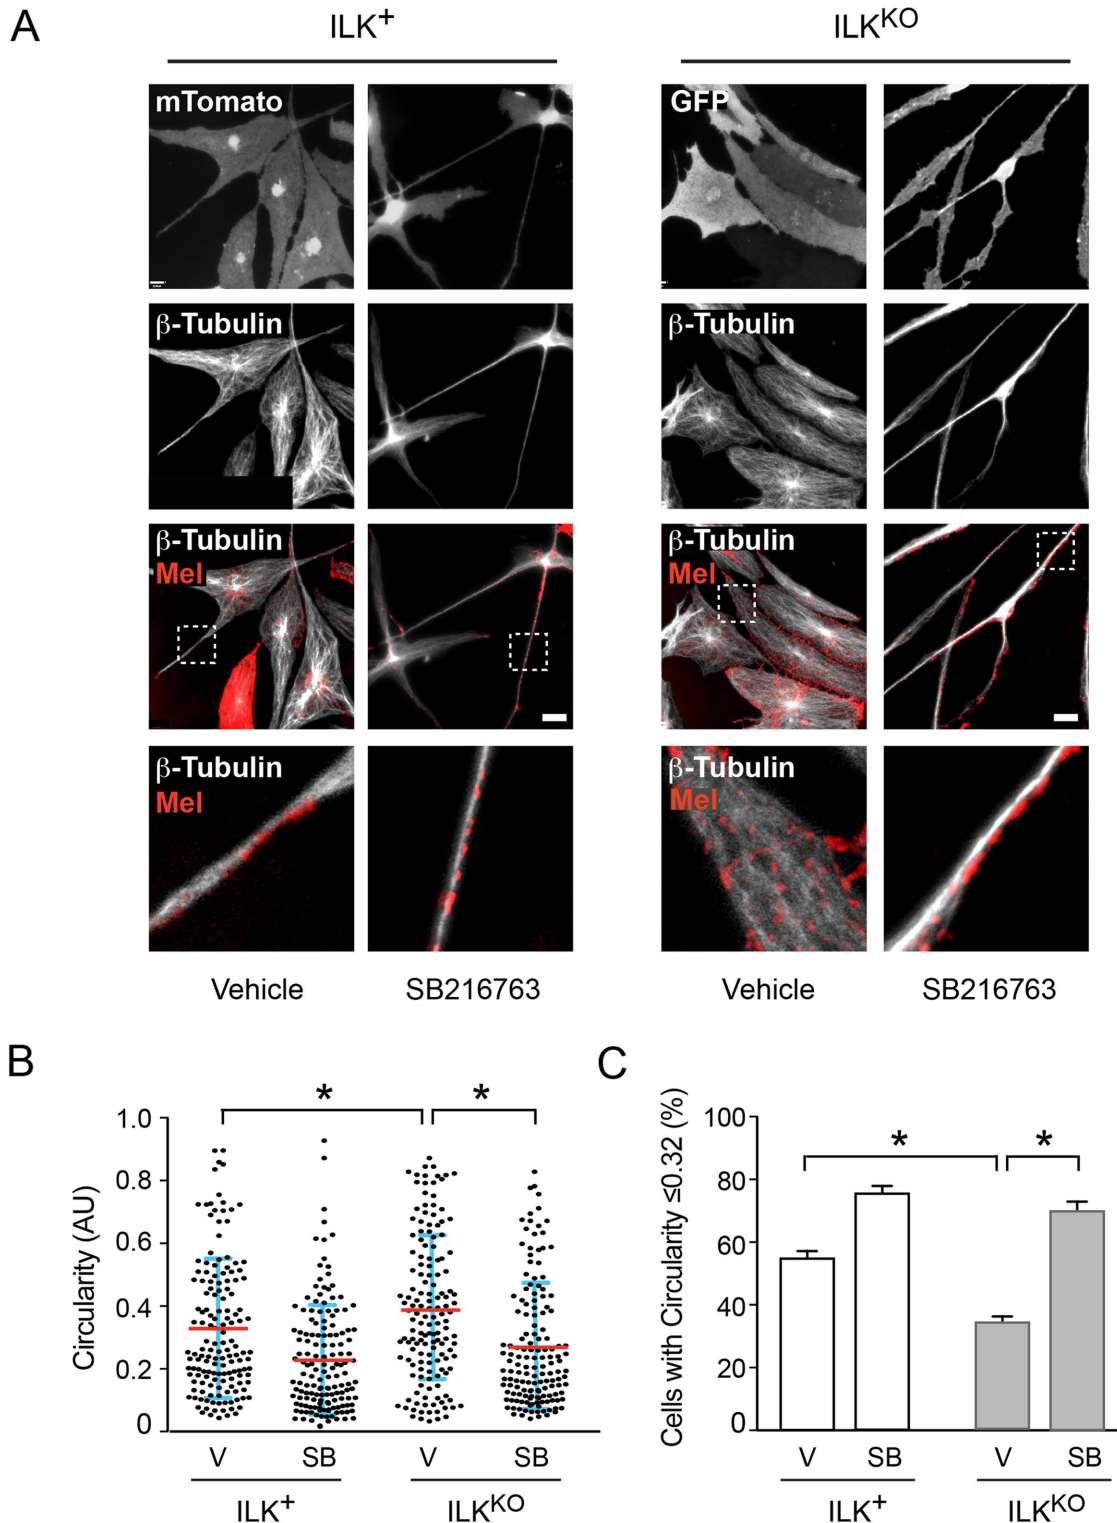 A
ILK+
ILKKO
mTomato
GFP
β-Tubulin
β-Tubulin
β-Tubulin
Mel
β-Tubulin
Mel
β-Tubulin
Mel
β-Tubulin
Mel
Vehicle
SB216763
Vehicle
SB216763
B
C
*
*
Circularity (AU)
1.0
0.8
0.6
0.4
0.2
0
V
SB
V
SB
ILK+
ILKKO
*
*
Cells with Circularity ≤0.32 (%)
100
80
60
40
20
0
V
SB
V
SB
ILK+
ILKKO